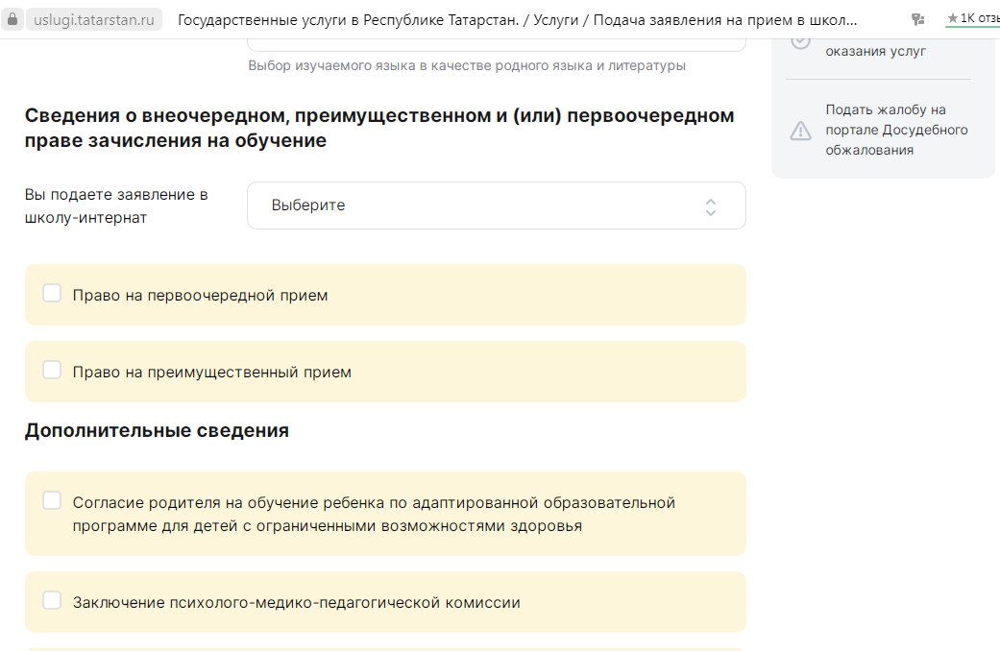 uslugi.tatarstan.ru Государственные услуги в Республике Татарстан. / Услуги / Подача заявления на прием в школ... ★ 1К отзы
Выбор изучаемого языка в качестве родного языка и литературы
оказания услуг
Подать жалобу на
портале Досудебного
обжалования
Сведения о внеочередном, преимущественном и (или) первоочередном
праве зачисления на обучение
Вы подаете заявление в
школу-интернат
Выберите
Право на первоочередной прием
Право на преимущественный прием
Дополнительные сведения
Согласие родителя на обучение ребенка по адаптированной образовательной
программе для детей с ограниченными возможностями здоровья
Заключение психолого-медико-педагогической комиссии